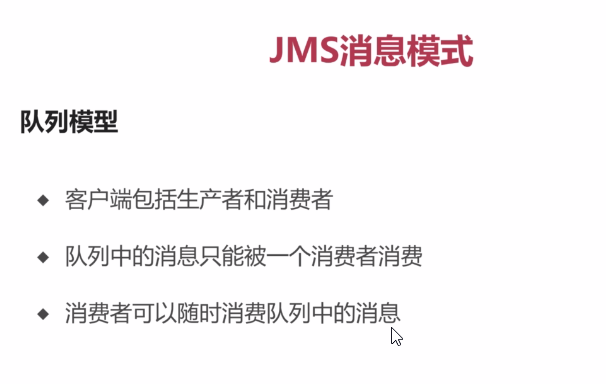 JMS消息模式
队列模型
客户端包括生产者和消费者
队列中的消息只能被一个消费者消费
消费者可以随时消费队列中的消息